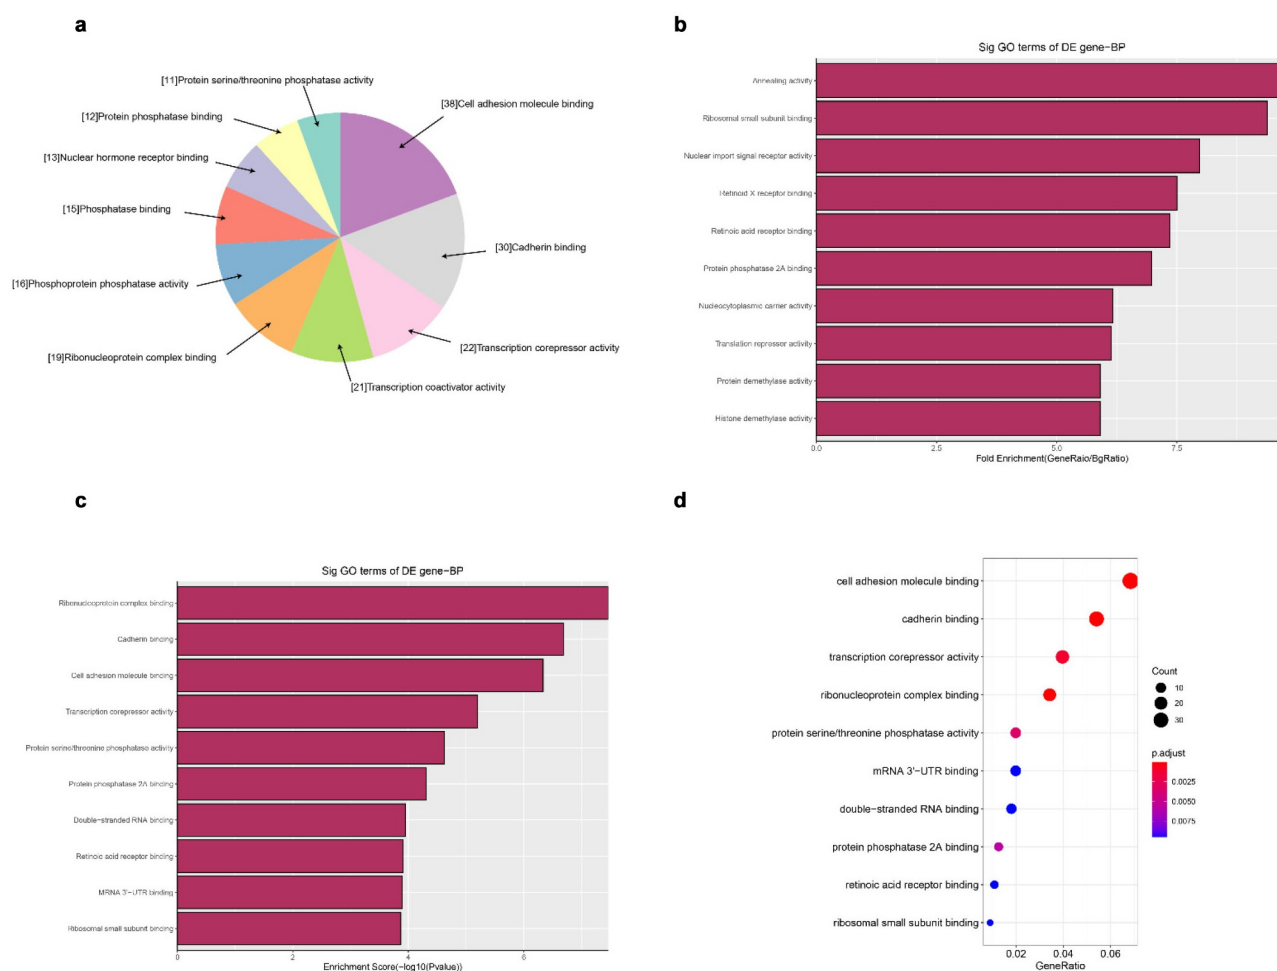 a
[11]Protein serine/threonine phosphatase activity
[38]Cell adhesion molecule binding
[12]Protein phosphatase binding
[13]Nuclear hormone receptor binding
[15]Phosphatase binding
[30]Cadherin binding
[16]Phosphoprotein phosphatase activity
[22]Transcription corepressor activity
[19]Ribonucleoprotein complex binding
[21]Transcription coactivator activity
b
Sig GO terms of DE gene−BP
Annealing activity
Ribosomal small subunit binding
Nuclear import signal receptor activity
Retinoid X receptor binding
Retinoic acid receptor binding
Protein phosphatase 2A binding
Nucleocytoplasmic carrier activity
Translation repressor activity
Protein demethylase activity
Histone demethylase activity
0.0 2.5 5.0 7.5
Fold Enrichment(GeneRaio/BgRatio)
c
Sig GO terms of DE gene−BP
Ribonucleoprotein complex binding
Cadherin binding
Cell adhesion molecule binding
Transcription corepressor activity
Protein serine/threonine phosphatase activity
Protein phosphatase 2A binding
Double−stranded RNA binding
Retinoic acid receptor binding
MRNA 3'−UTR binding
Ribosomal small subunit binding
0 2 4 6
Enrichment Score(−log10(Pvalue))
d
cell adhesion molecule binding
cadherin binding
transcription corepressor activity
ribonucleoprotein complex binding
protein serine/threonine phosphatase activity
mRNA 3'−UTR binding
double−stranded RNA binding
protein phosphatase 2A binding
retinoic acid receptor binding
ribosomal small subunit binding
0.02 0.04 0.06
GeneRatio
Count
10
20
30
p.adjust
0.0025
0.0050
0.0075